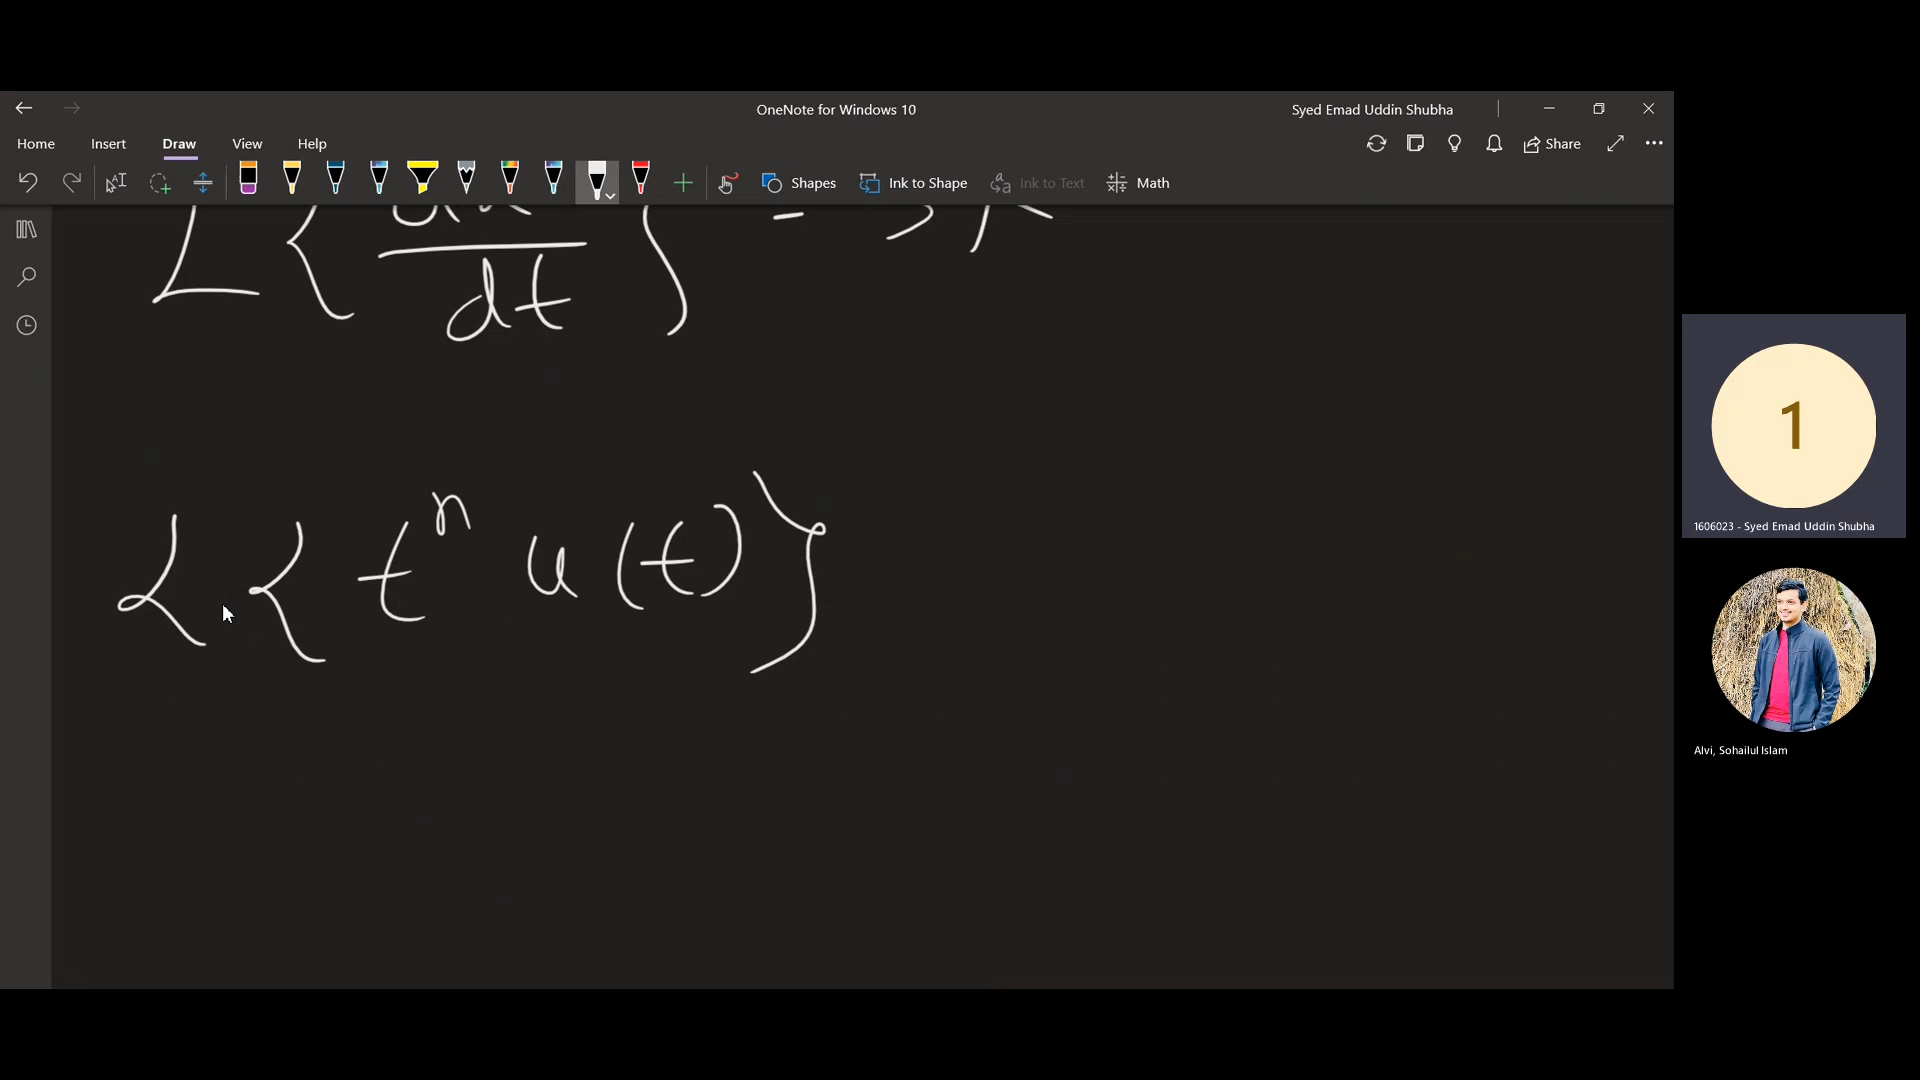 OneNote for Windows 10
Syed Emad Uddin Shubha
Home Insert Draw View Help
Share
Shapes
Ink to Shape
Ink to Text
Math
L { / dt } =
L { t^n u(t) }
1
1606023 - Syed Emad Uddin Shubha
Alvi, Sohailul Islam